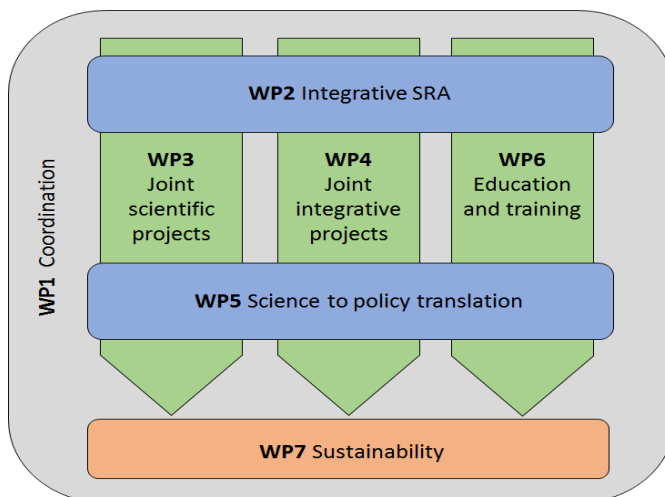 WP2 Integrative SRA
WP3
Joint
scientific
projects
WP4
Joint
integrative
projects
WP6
Education
and training
WP1 Coordination
WP5 Science to policy translation
WP7 Sustainability